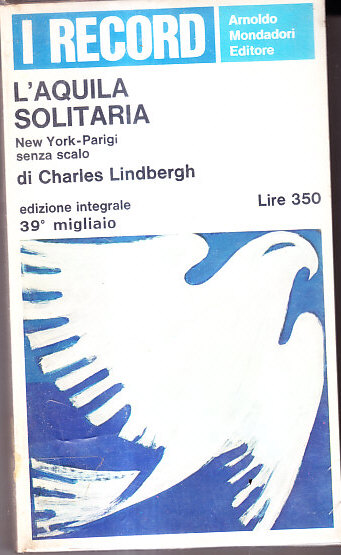 I RECORD
Arnoldo
Mondadori
Editore
L'AQUILA
SOLITARIA
New York-Parigi
senza scalo
di Charles Lindbergh
edizione integrale
39° migliaio
Lire 350